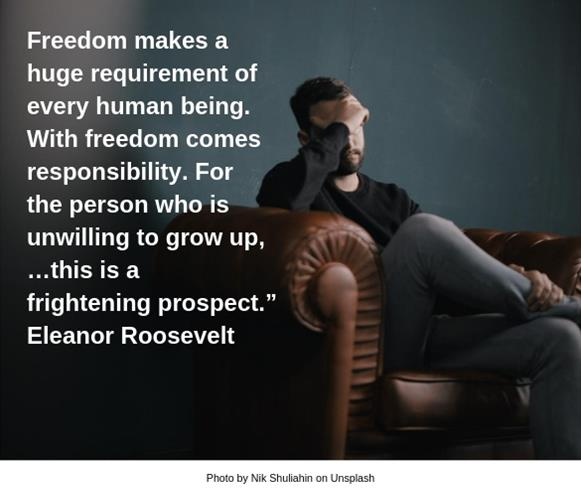 Freedom makes a
huge requirement of
every human being.
With freedom comes
responsibility. For
the person who is
unwilling to grow up,
…this is a
frightening prospect.”
Eleanor Roosevelt
Photo by Nik Shuliahin on Unsplash